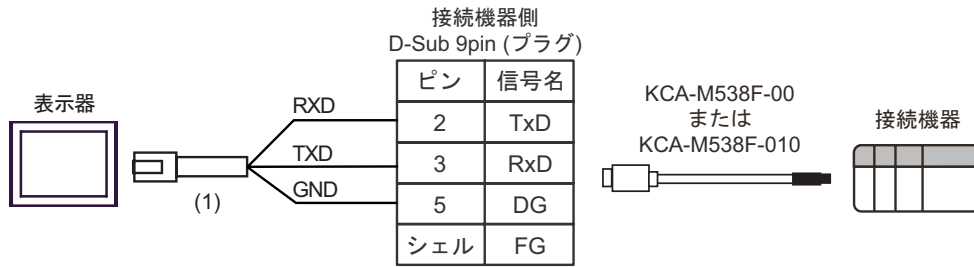 接続機器側
D-Sub 9pin (プラグ)
ピン 信号名
2 TxD
3 RxD
5 DG
シェル FG
表示器
RXD
TXD
GND
(1)
KCA-M538F-00
または
KCA-M538F-010
接続機器